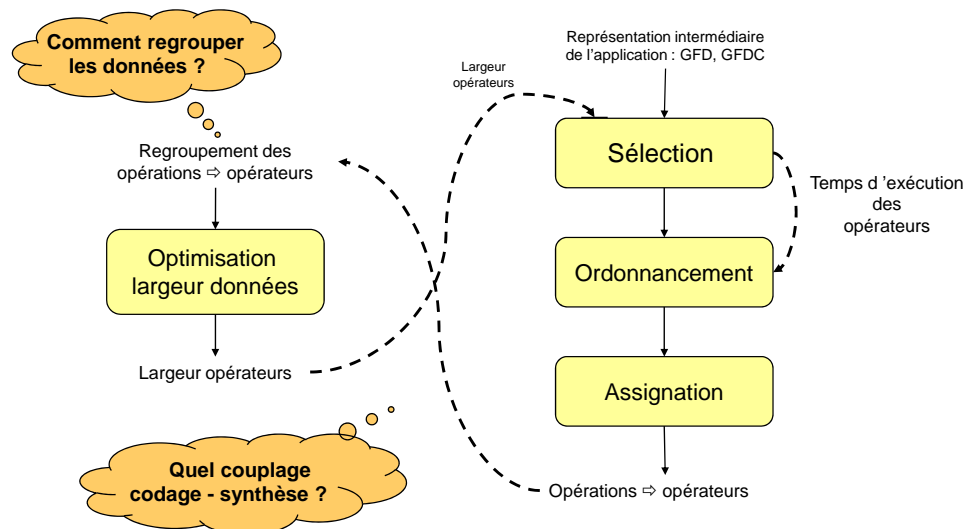 Comment regrouper
les données ?
Regroupement des
opérations ⇨ opérateurs
Optimisation
largeur données
Largeur opérateurs
Quel couplage
codage - synthèse ?
Largeur
opérateurs
Représentation intermédiaire
de l'application : GFD, GFDC
Sélection
Temps d 'exécution
des
opérateurs
Ordonnancement
Assignation
Opérations ⇨ opérateurs